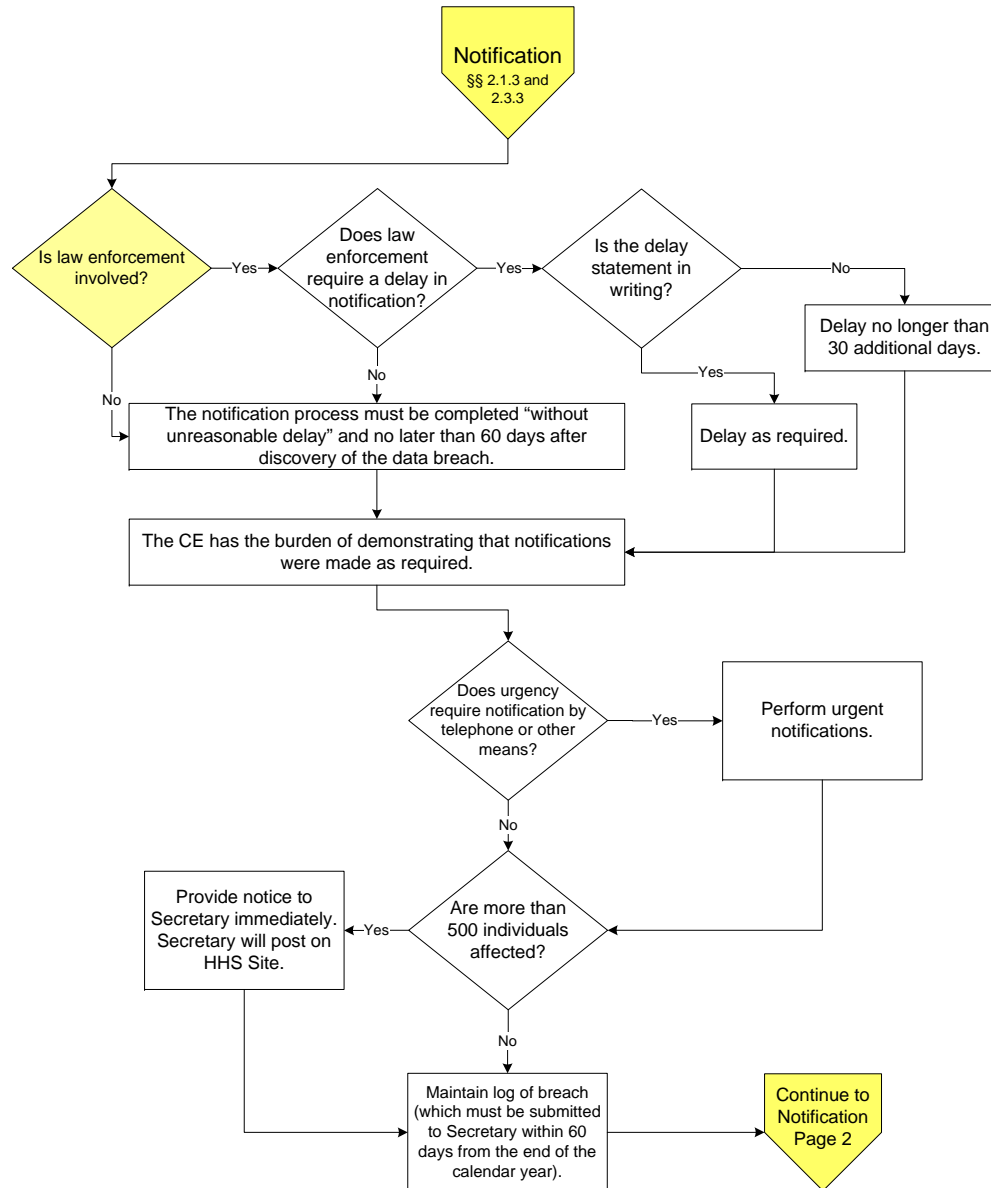 Notification
§§ 2.1.3 and
2.3.3
Is law enforcement
involved?
Yes
No
Does law
enforcement
require a delay in
notification?
Yes
No
Is the delay
statement in
writing?
No
Yes
Delay no longer than
30 additional days.
Delay as required.
The notification process must be completed “without
unreasonable delay” and no later than 60 days after
discovery of the data breach.
The CE has the burden of demonstrating that notifications
were made as required.
Does urgency
require notification by
telephone or other
means?
Yes
No
Perform urgent
notifications.
Are more than
500 individuals
affected?
Yes
No
Provide notice to
Secretary immediately.
Secretary will post on
HHS Site.
Maintain log of breach
(which must be submitted
to Secretary within 60
days from the end of the
calendar year).
Continue to
Notification
Page 2